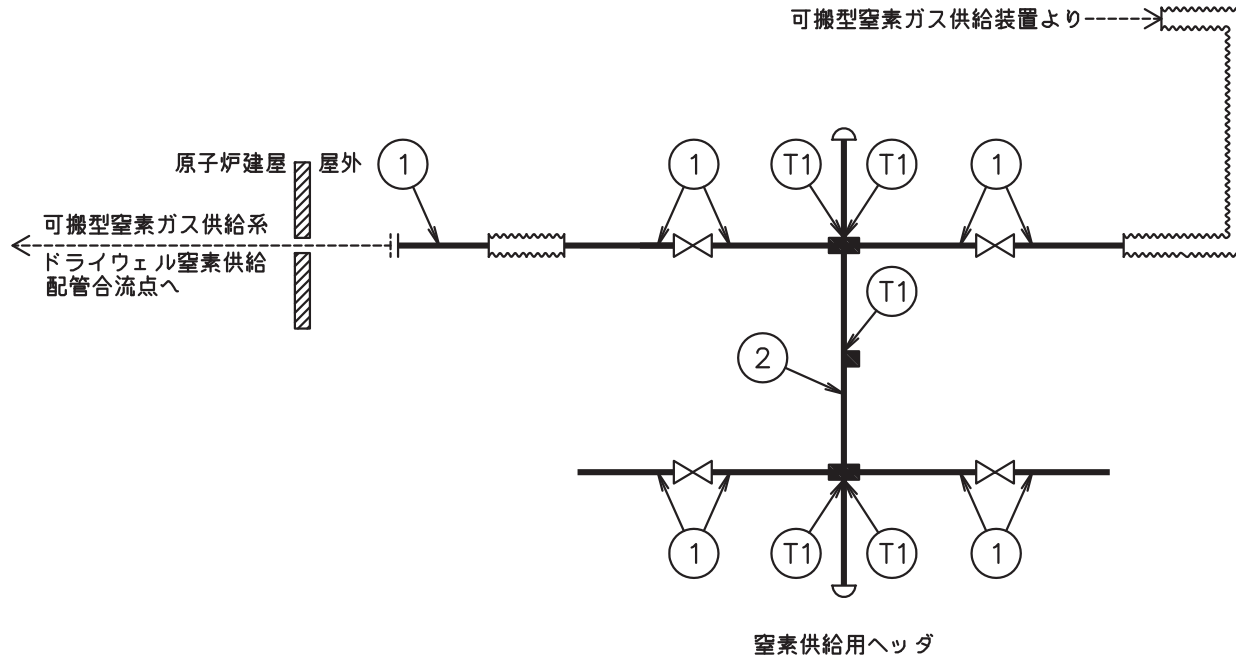 可搬型窒素ガス供給装置より
原子炉建屋
屋外
1
1
T1
T1
1
可搬型窒素ガス供給系
ドライウェル窒素供給
配管合流点へ
T1
2
1
T1
T1
1
窒素供給用ヘッダ